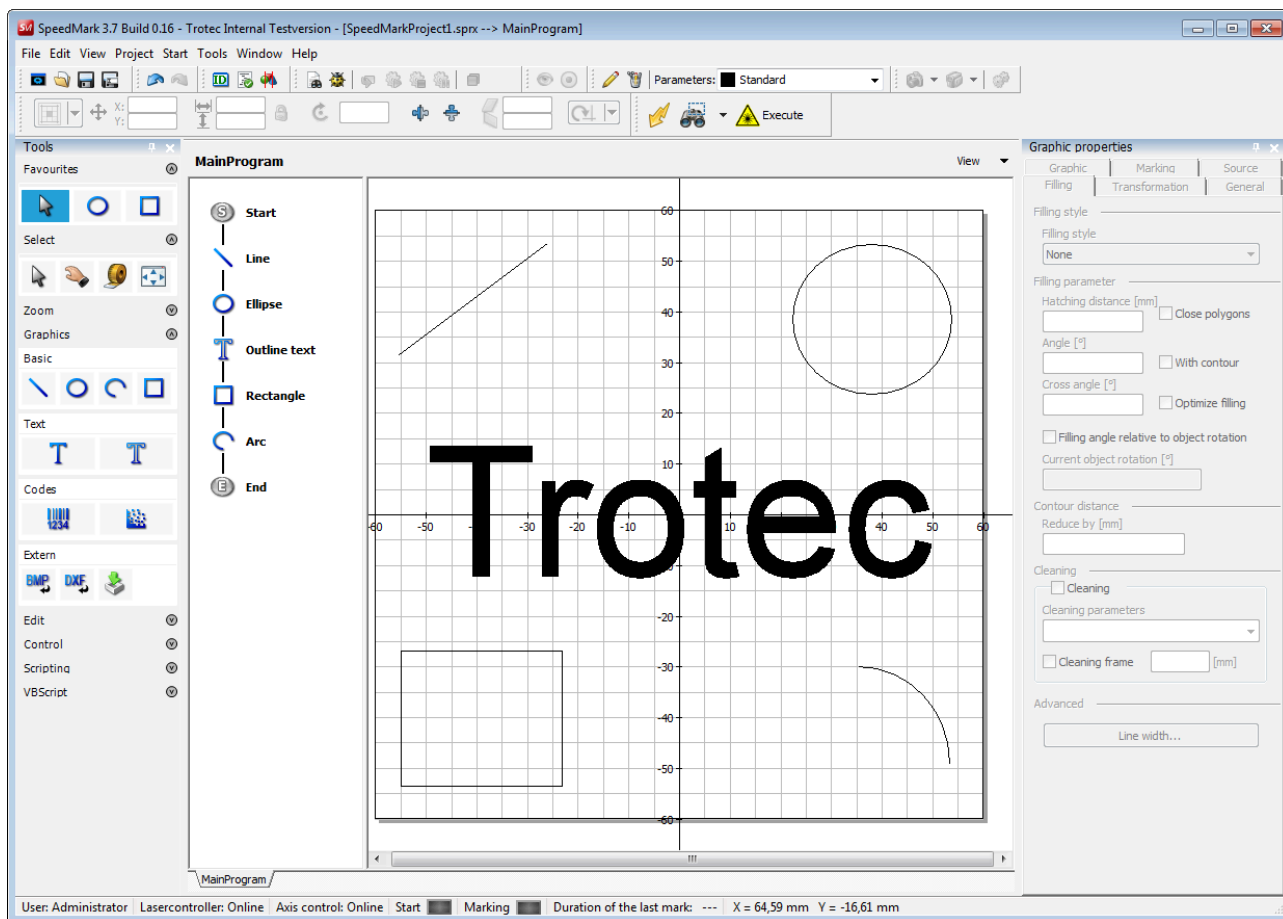 SpeedMark 3.7 Build 0.16 - Trotec Internal Testversion - [SpeedMarkProject1.sprx --> MainProgram]
File Edit View Project Start Tools Window Help
ID Parameters: Standard
X:
Y:
Execute
Tools
Favourites
Select
Zoom
Graphics
Basic
Text
T T
Codes
1234
Extern
BMP DXF
Edit
Control
Scripting
VBScript
MainProgram View
S Start
Line
Ellipse
T Outline text
Rectangle
Arc
E End
60
50
40
30
20
10
-60 -50 -30 -20 10 30 40 50 60
Trotec
-20
-30
-40
-50
-60
MainProgram
Graphic properties
Graphic Marking Source
Filling Transformation General
Filling style
Filling style
None
Filling parameter
Hatching distance [mm]
Close polygons
Angle [°]
With contour
Cross angle [°]
Optimize filling
Filling angle relative to object rotation
Current object rotation [°]
Contour distance
Reduce by [mm]
Cleaning
Cleaning
Cleaning parameters
Cleaning frame [mm]
Advanced
Line width...
User: Administrator Lasercontroller: Online Axis control: Online Start Marking Duration of the last mark: --- X = 64,59 mm Y = -16,61 mm